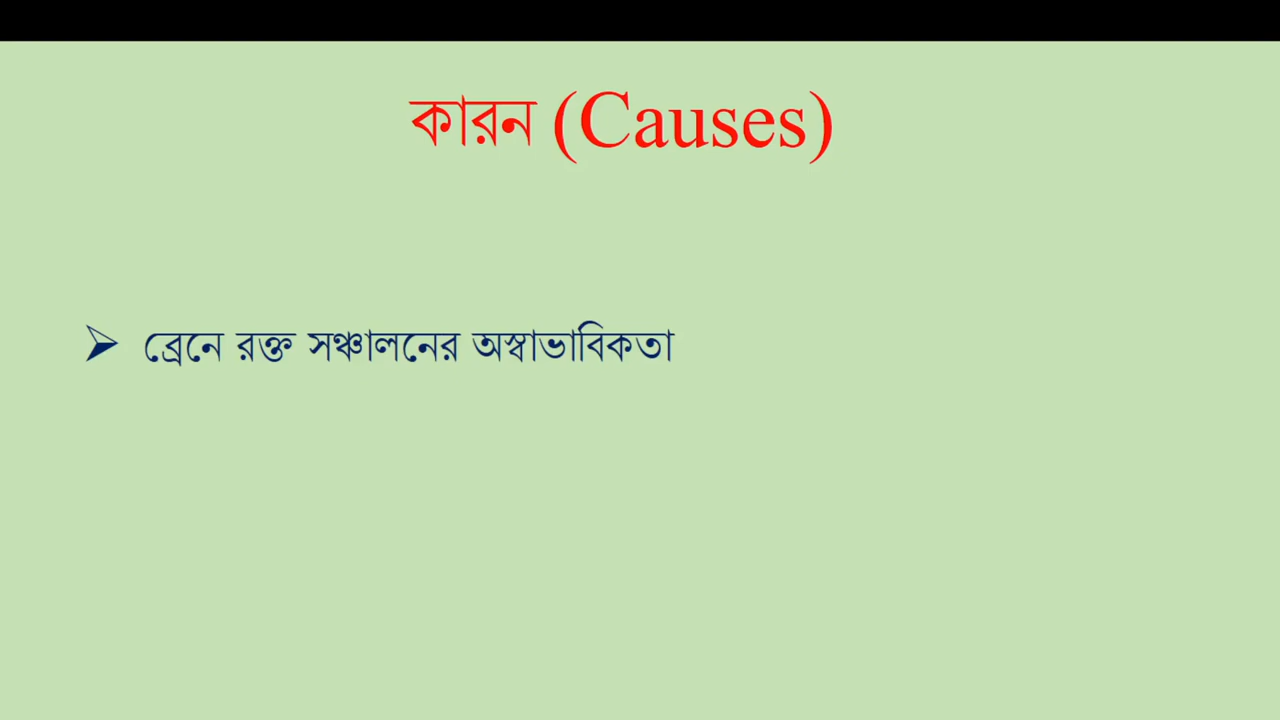 কারন (Causes)
➢ ব্রেনে রক্ত সঞ্চালনের অস্বাভাবিকতা